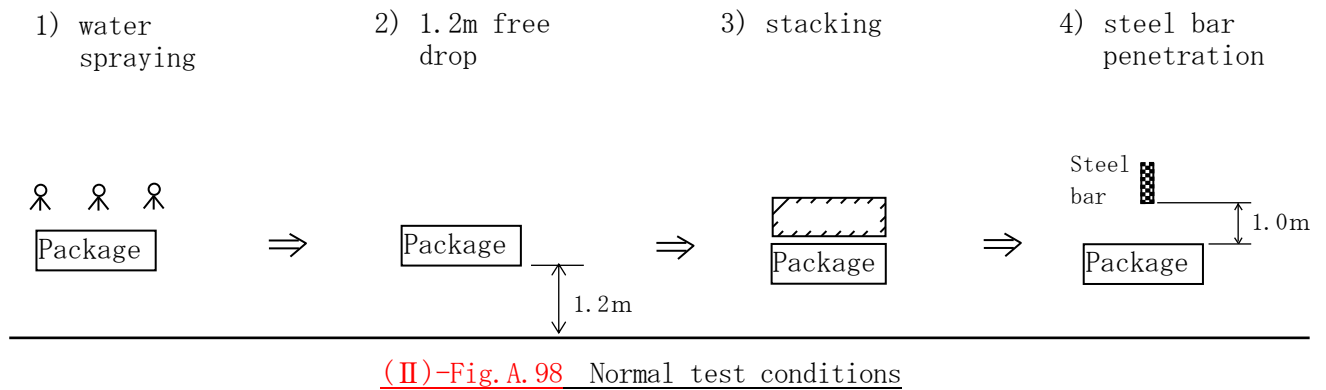 1) water
spraying
2) 1.2m free
drop
3) stacking
4) steel bar
penetration
Steel
bar
1.0m
Package
Package
1.2m
Package
Package
(Ⅱ)-Fig.A.98 Normal test conditions